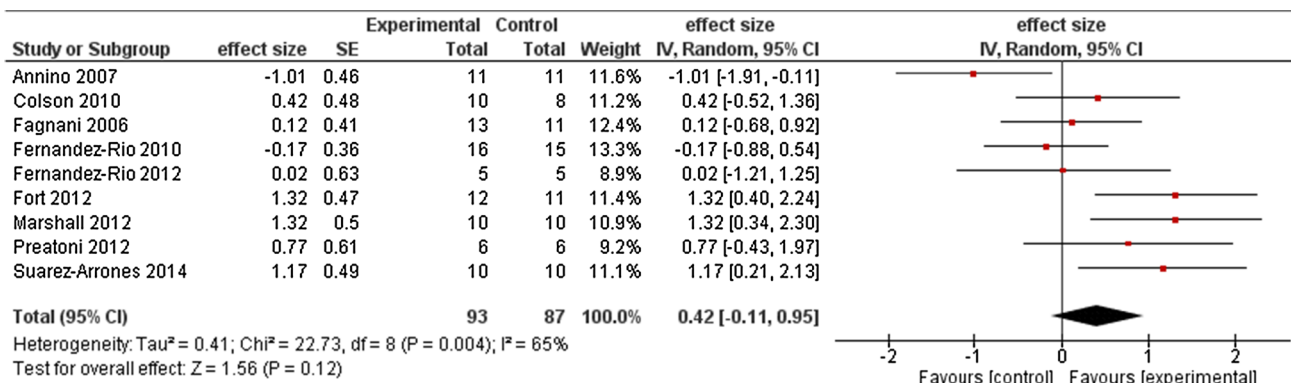 Experimental Control effect size effect size
Study or Subgroup effect size SE Total Total Weight IV, Random, 95% CI IV, Random, 95% CI
Annino 2007 -1.01 0.46 11 11 11.6% -1.01 [-1.91, -0.11]
Colson 2010 0.42 0.48 10 8 11.2% 0.42 [-0.52, 1.36]
Fagnani 2006 0.12 0.41 13 11 12.4% 0.12 [-0.68, 0.92]
Fernandez-Rio 2010 -0.17 0.36 16 15 13.3% -0.17 [-0.88, 0.54]
Fernandez-Rio 2012 0.02 0.63 5 5 8.9% 0.02 [-1.21, 1.25]
Fort 2012 1.32 0.47 12 11 11.4% 1.32 [0.40, 2.24]
Marshall 2012 1.32 0.5 10 10 10.9% 1.32 [0.34, 2.30]
Preatoni 2012 0.77 0.61 6 6 9.2% 0.77 [-0.43, 1.97]
Suarez-Arrones 2014 1.17 0.49 10 10 11.1% 1.17 [0.21, 2.13]
Total (95% CI) 93 87 100.0% 0.42 [-0.11, 0.95]
Heterogeneity: Tau² = 0.41; Chi² = 22.73, df = 8 (P = 0.004); I² = 65%
Test for overall effect: Z = 1.56 (P = 0.12)
-2 -1 0 1 2
Favours [control] Favours [experimental]